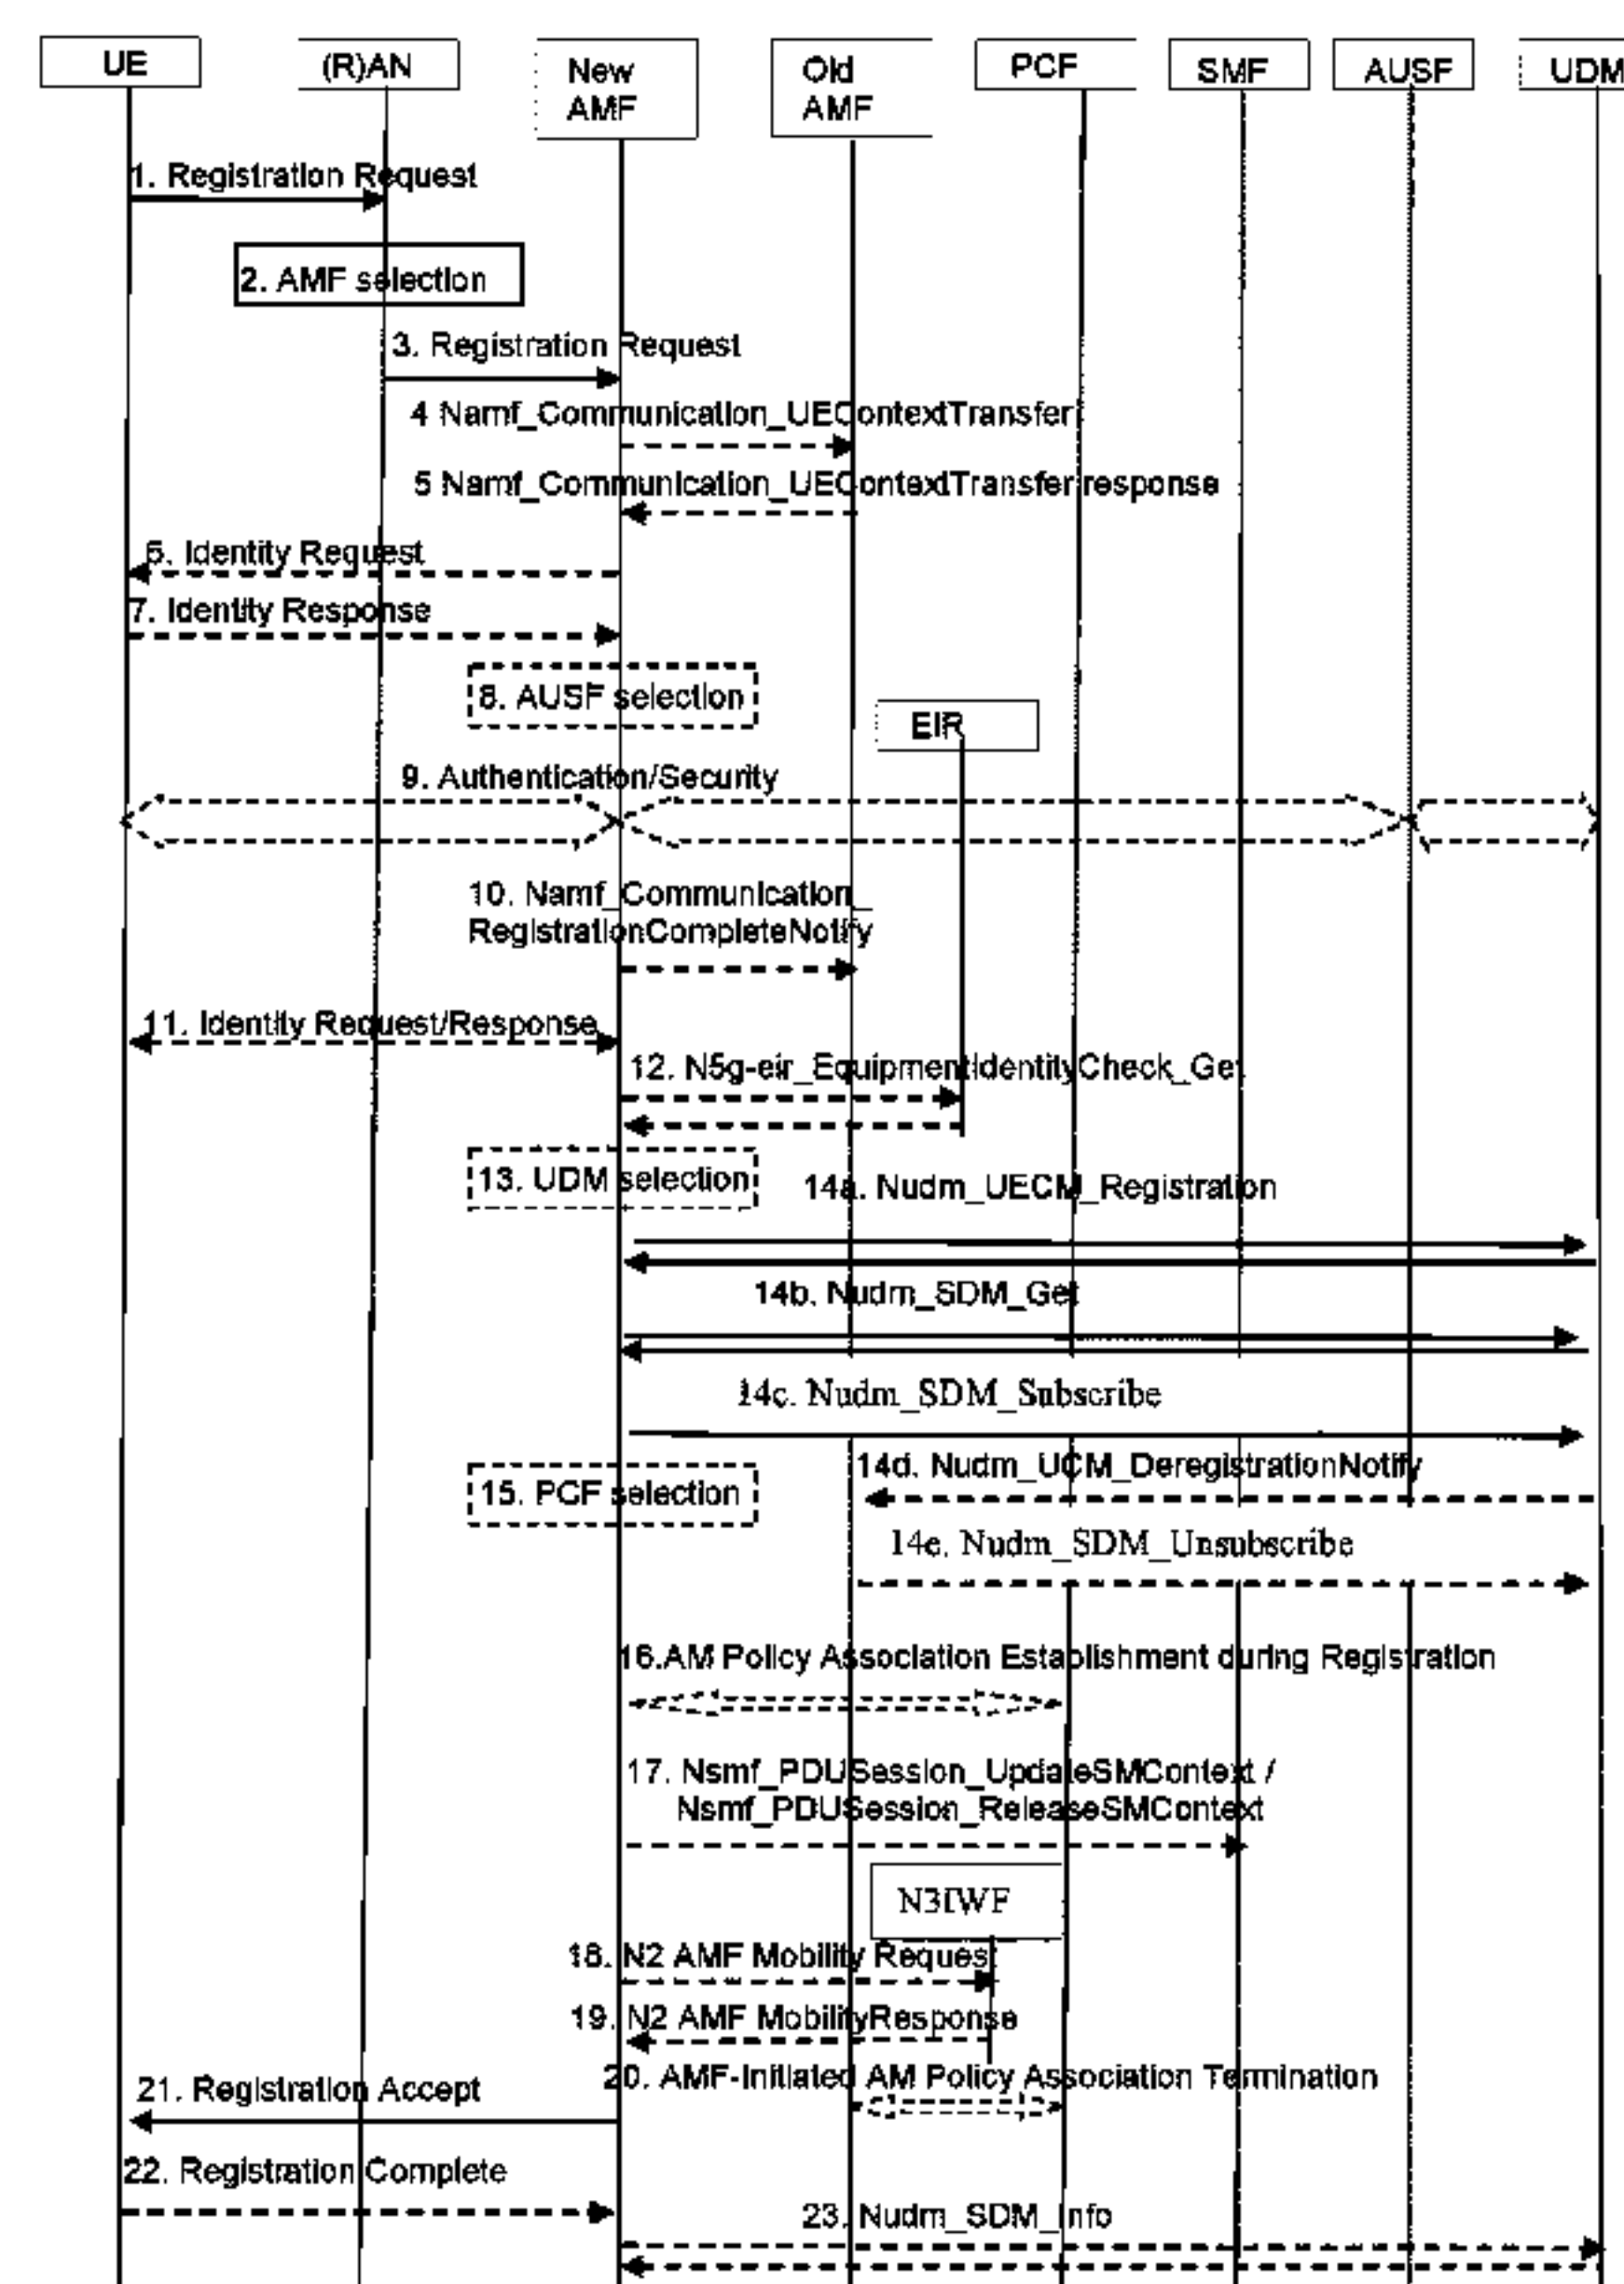 UE
(R)AN
New
AMF
Old
AMF
PCF
SMF
AUSF
UDM
1. Registration Request
2. AMF selection
3. Registration Request
4 Namf_Communication_UEContextTransfer
5 Namf_Communication_UEContextTransfer response
6. Identity Request
7. Identity Response
8. AUSF selection
EIR
9. Authentication/Security
10. Namf_Communication_
RegistrationCompleteNotify
11. Identity Request/Response
12. N5g-eir_EquipmentIdentityCheck_Get
13. UDM selection
14a. Nudm_UECM_Registration
14b. Nudm_SDM_Get
14c. Nudm_SDM_Subscribe
14d. Nudm_UCM_DeregistrationNotify
15. PCF selection
14e. Nudm_SDM_Unsubscribe
16.AM Policy Association Establishment during Registration
17. Nsmf_PDUSession_UpdateSMContext /
Nsmf_PDUSession_ReleaseSMContext
N3IWF
18. N2 AMF Mobility Request
19. N2 AMF MobilityResponse
20. AMF-Initiated AM Policy Association Termination
21. Registration Accept
22. Registration Complete
23. Nudm_SDM_Info